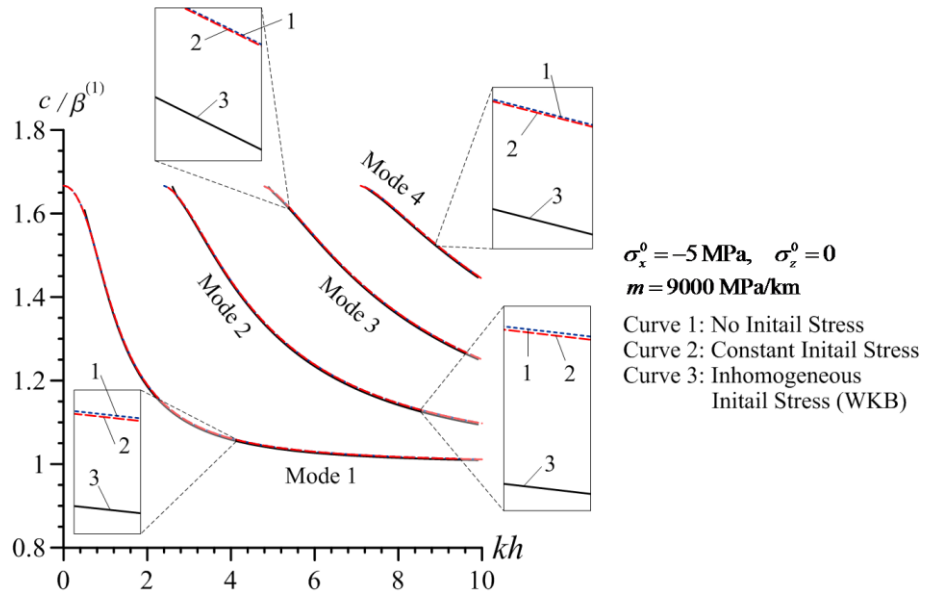 1
2
3
c / β⁽¹⁾
1.8
1.6
1.4
1.2
1
0.8
0
2
4
6
8
10
kh
Mode 1
Mode 2
Mode 3
Mode 4
1
2
3
1
2
3
1
2
3
σₓ⁰ = −5 MPa, σ_z⁰ = 0
m = 9000 MPa/km
Curve 1: No Initail Stress
Curve 2: Constant Initail Stress
Curve 3: Inhomogeneous
Initail Stress (WKB)